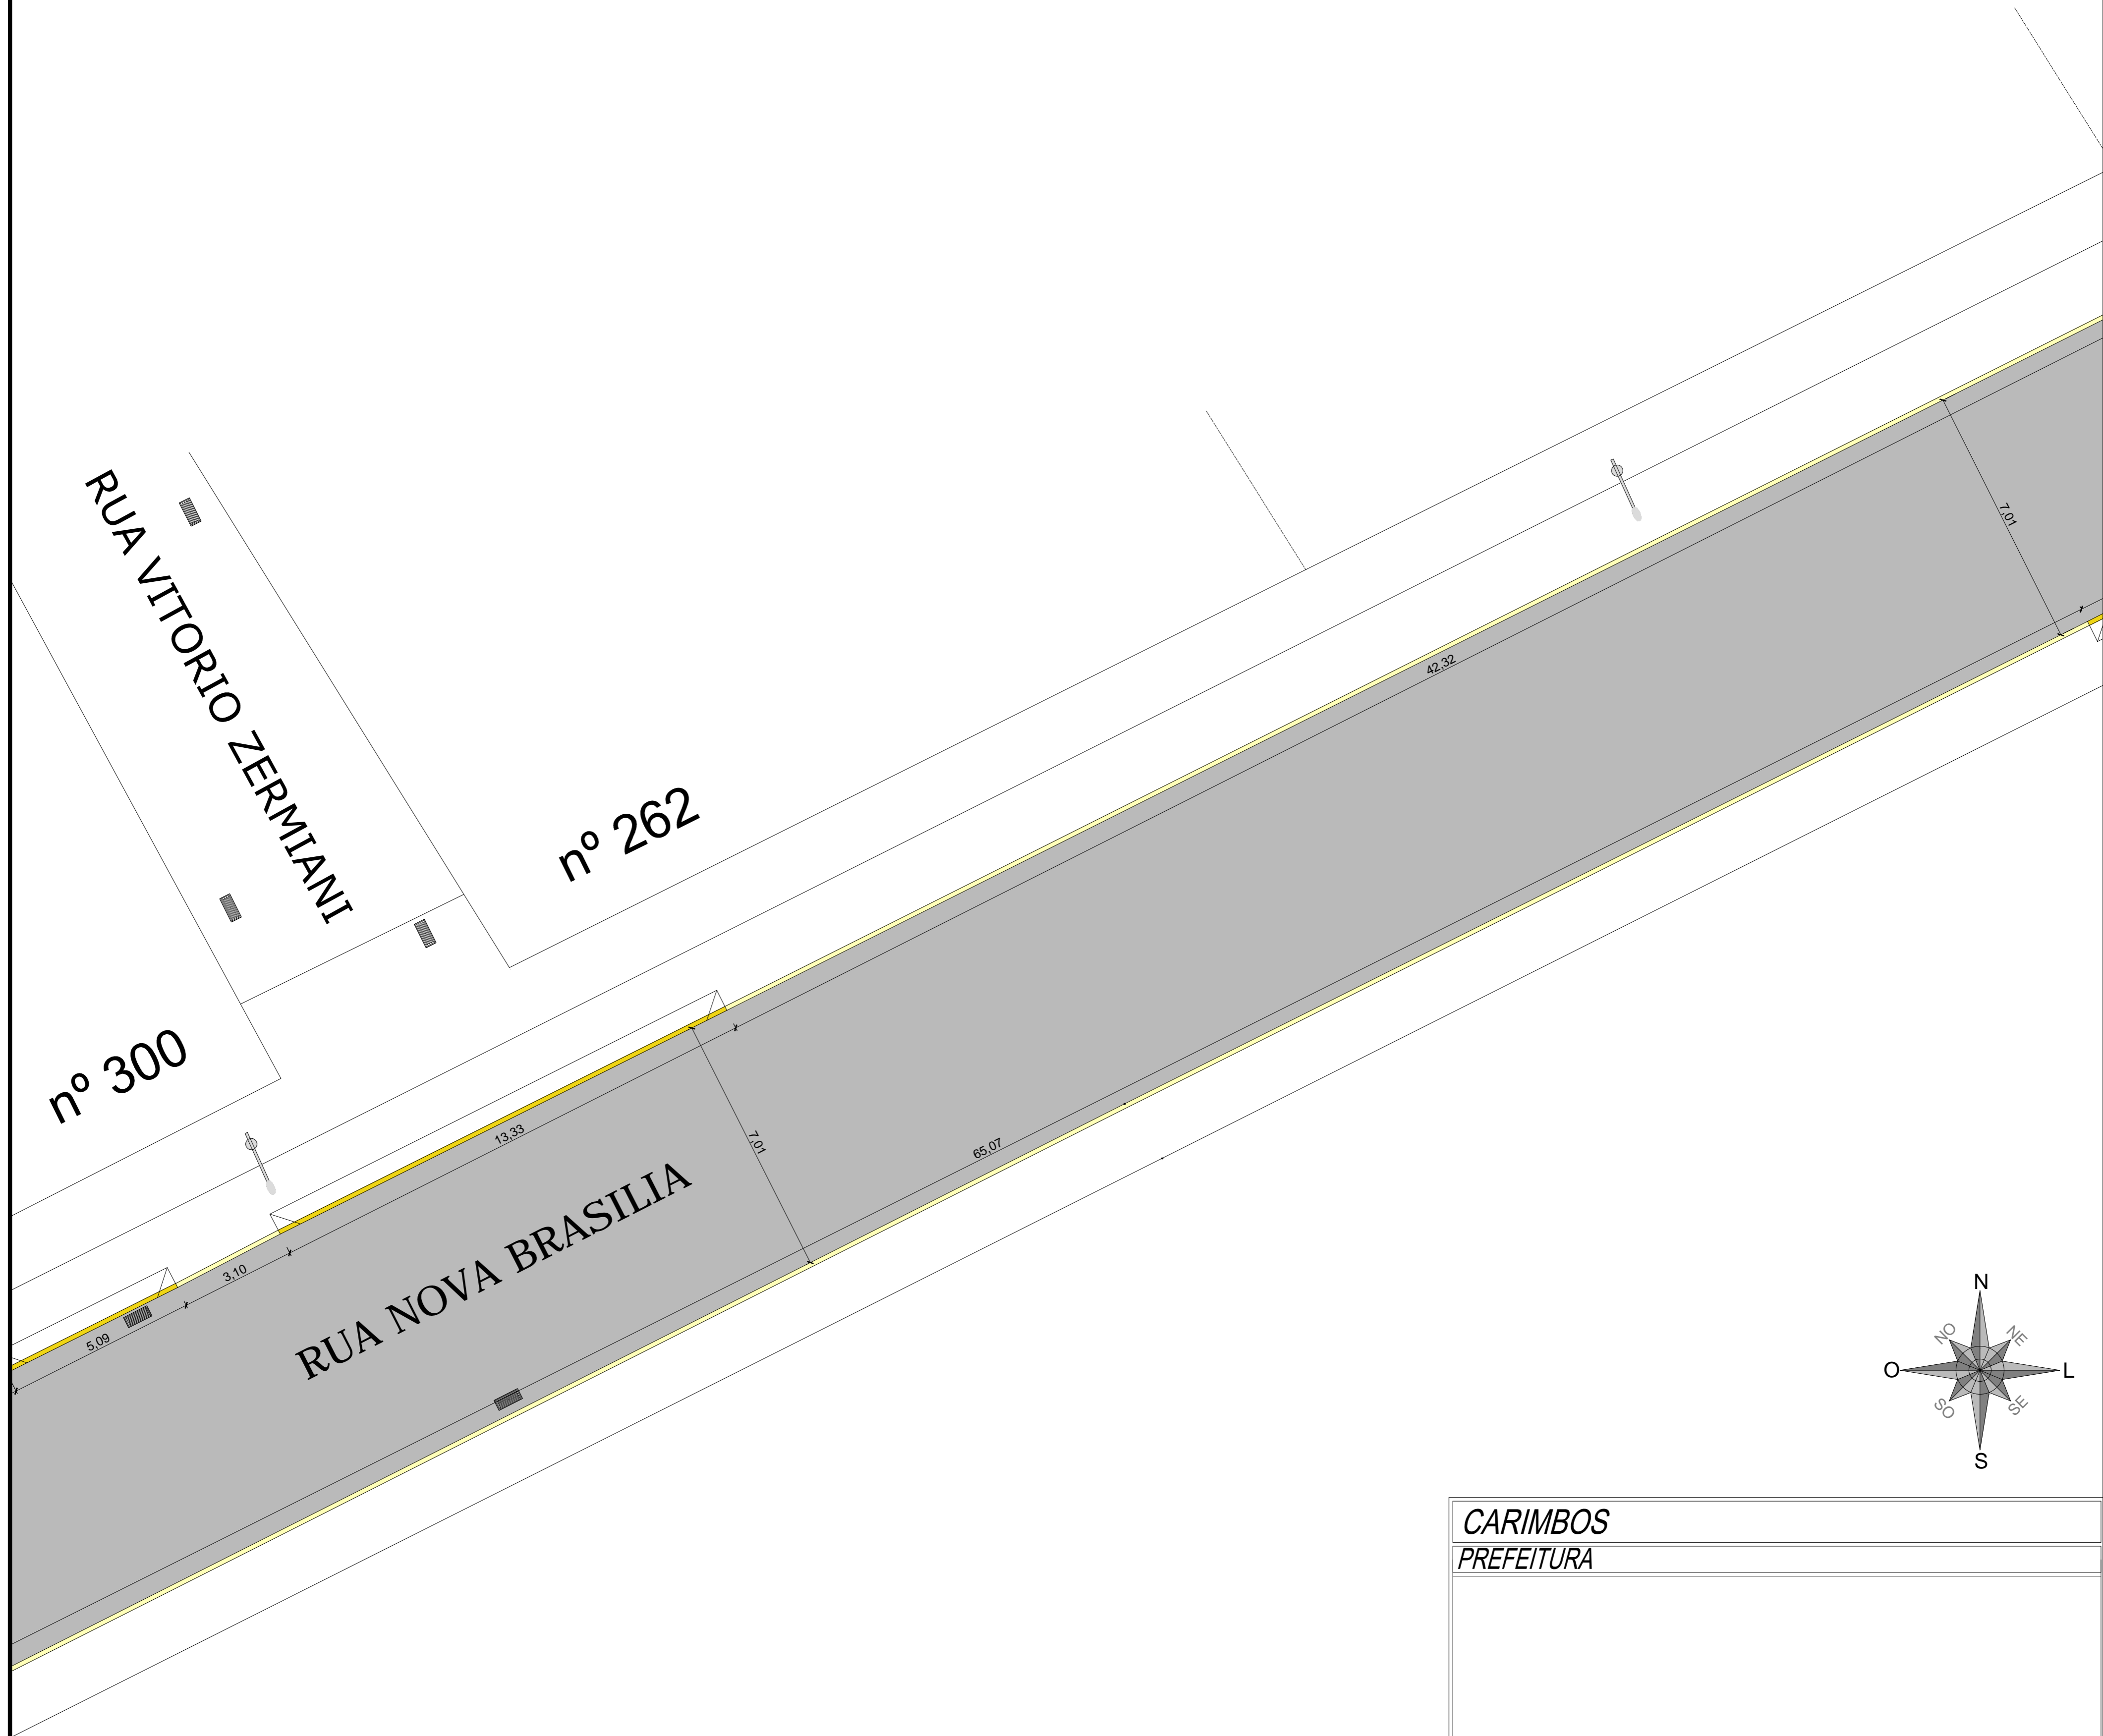 RUA VITORIO ZERMIANI
nº 262
nº 300
RUA NOVA BRASILIA
7,01
42,32
13,33
7,01
65,07
3,10
5,09
N
NO
NE
O
L
SO
SE
S
CARIMBOS
PREFEITURA